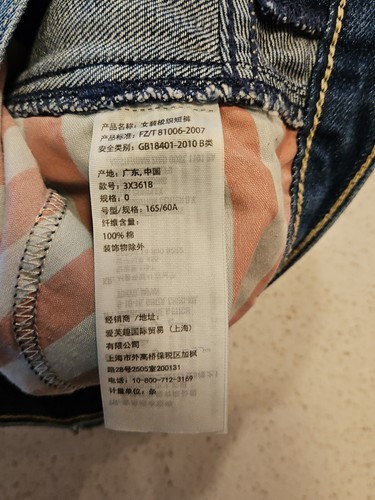 产品名称: 女装梭织短裤
产品标准: FZ/T 81006-2007
安全类别: GB18401-2010 B类
产地: 广东, 中国
款号: 3X3618
规格: 0
号型/规格: 165/60A
纤维含量:
100% 棉
装饰物除外
经销商 /地址:
爱芙趣国际贸易 (上海)
有限公司
上海市外高桥保税区加枫
路28号2505室200131
电话: 10-800-712-3169
计量单位: 条